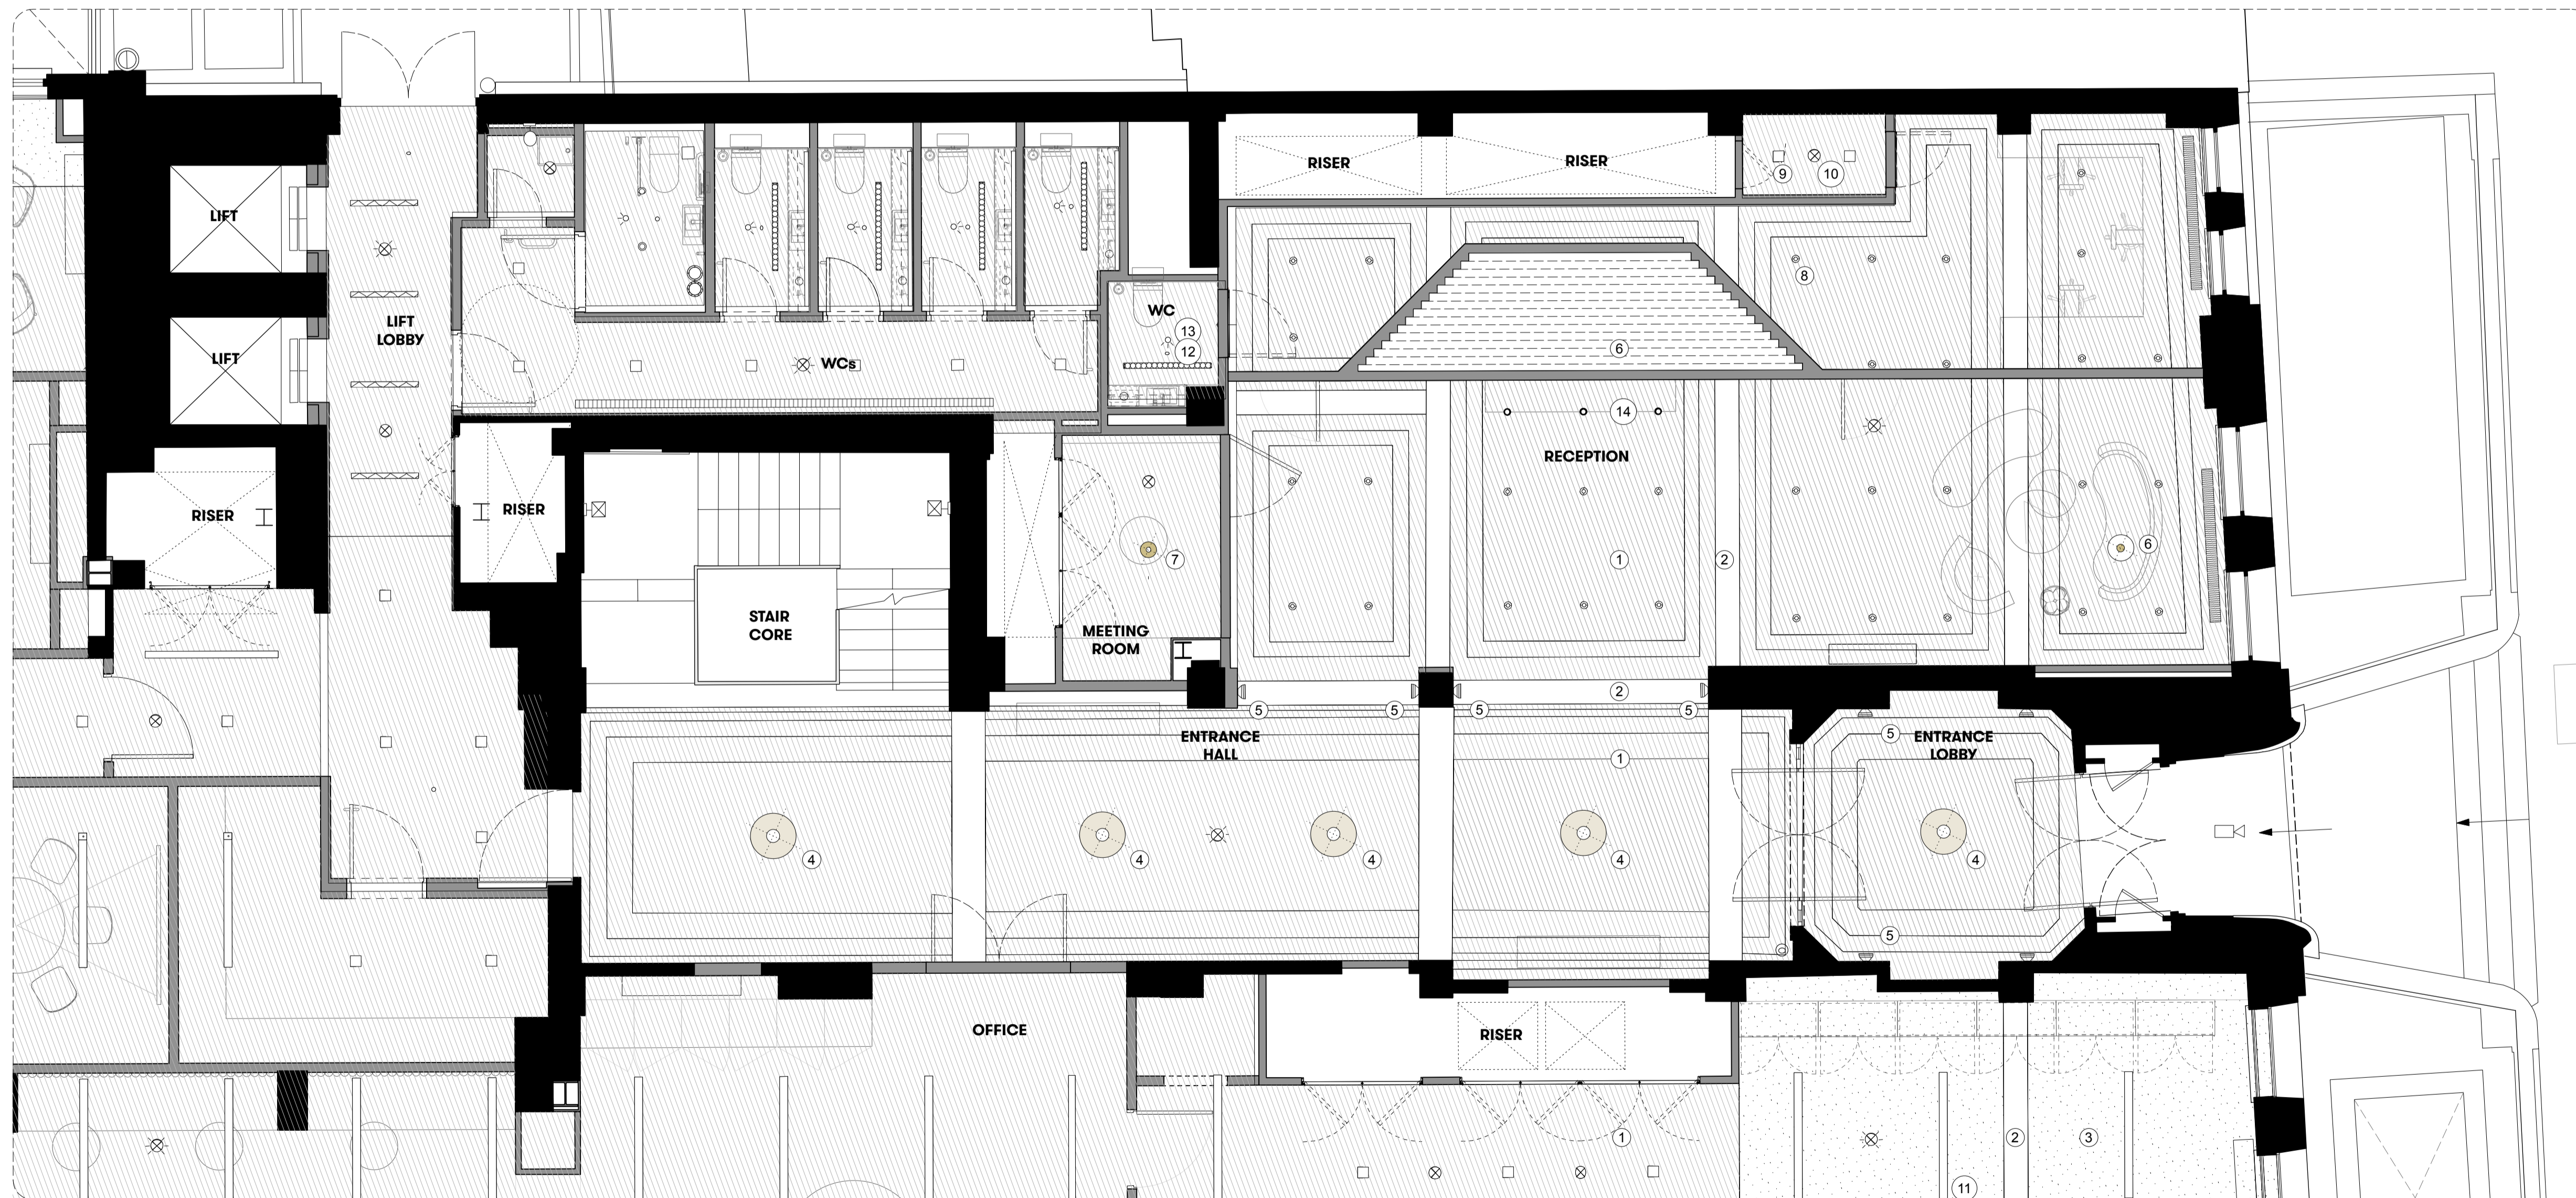 RISER
RISER
9
10
LIFT
LIFT
LOBBY
8
WC
13
12
LIFT
WCs
6
14
RECEPTION
RISER
RISER
7
1
2
6
STAIR
CORE
MEETING
ROOM
2
5
5
5
5
ENTRANCE
HALL
5
ENTRANCE
LOBBY
1
4
4
4
4
4
5
OFFICE
RISER
1
2
3
11